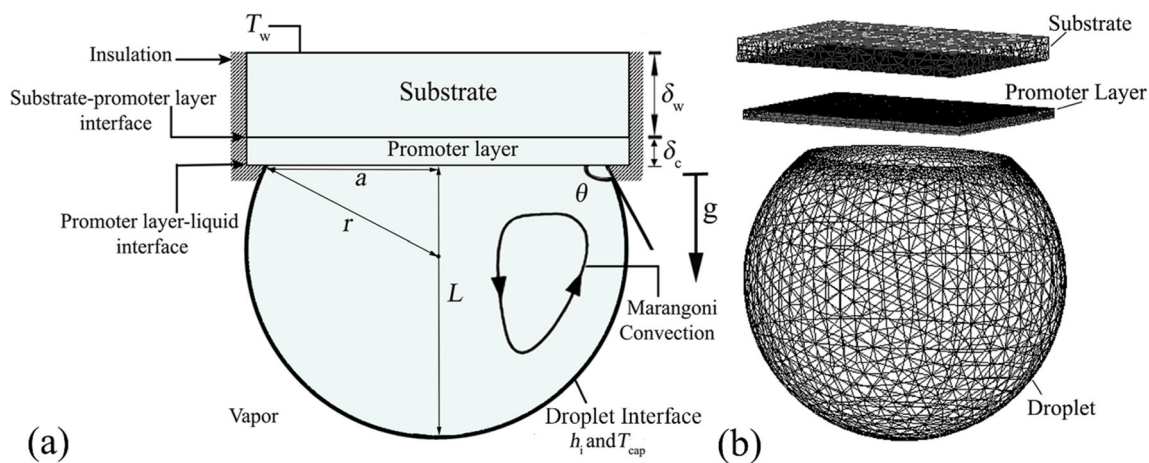 T_w
Insulation
Substrate
δ_w
Substrate-promoter layer
interface
Promoter layer
δ_c
a
θ
g
Promoter layer-liquid
interface
r
L
Marangoni
Convection
Vapor
Droplet Interface
h_i and T_cap
(a)
Substrate
Promoter Layer
Droplet
(b)